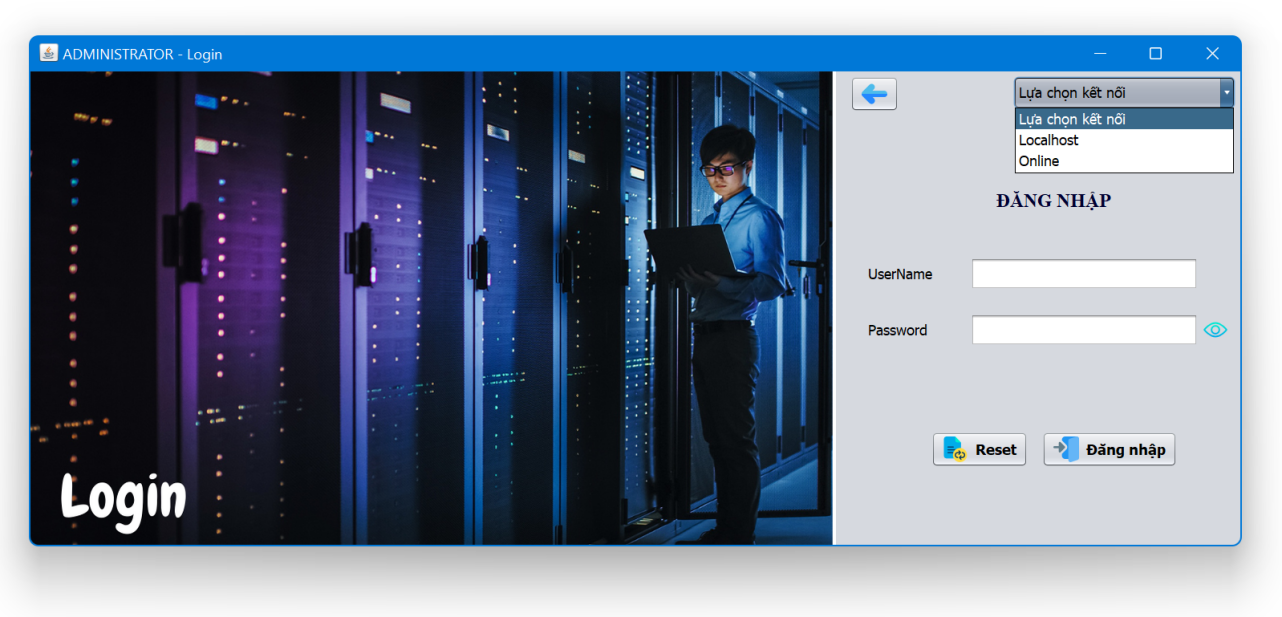 ADMINISTRATOR - Login
Lựa chọn kết nối
Lựa chọn kết nối
Localhost
Online
ĐĂNG NHẬP
UserName
Password
Reset
Đăng nhập
Login